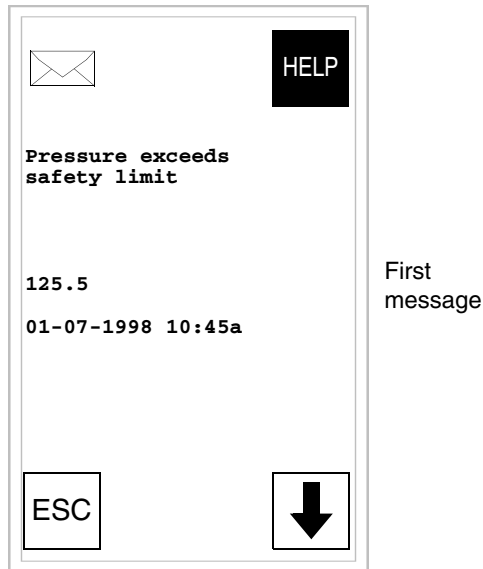 HELP
Pressure exceeds
safety limit
125.5
01-07-1998 10:45a
ESC
First
message